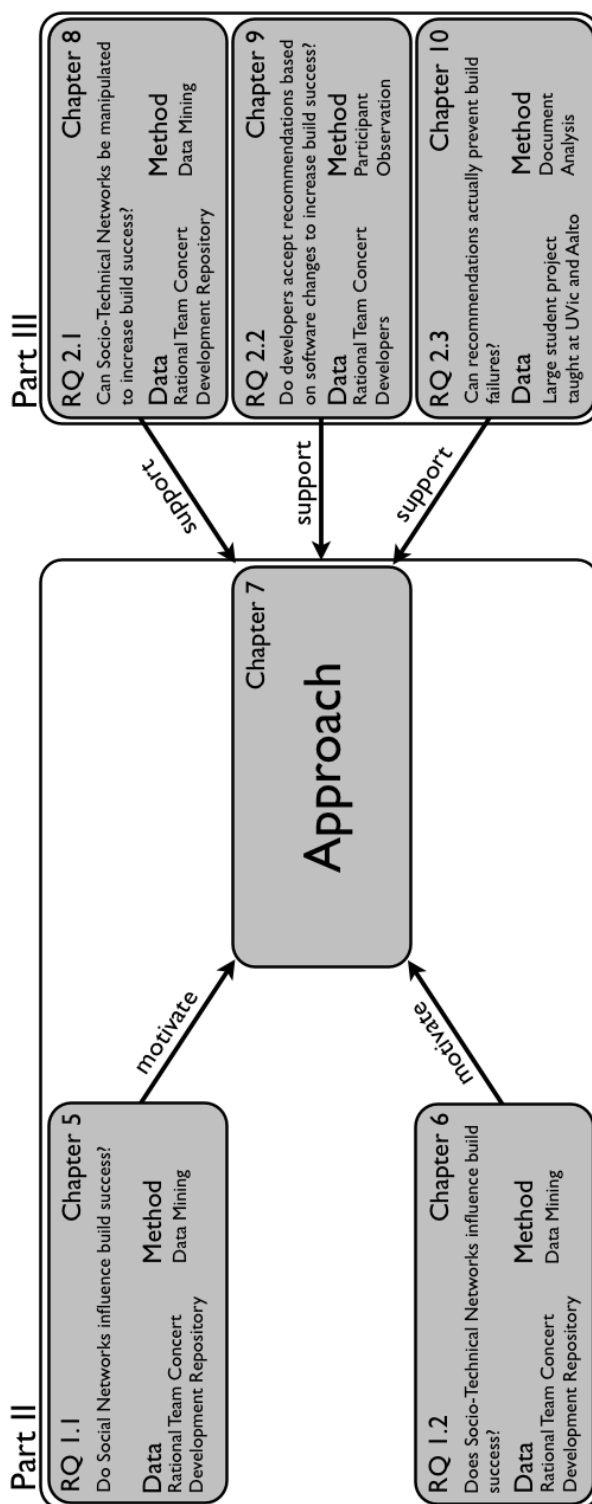 Part II
RQ 1.1
Chapter 5
Do Social Networks influence build success?
Data
Rational Team Concert
Development Repository
Method
Data Mining
motivate
RQ 1.2
Chapter 6
Does Socio-Technical Networks influence build
success?
Data
Rational Team Concert
Development Repository
Method
Data Mining
motivate
Chapter 7
Approach
Part III
RQ 2.1
Chapter 8
Can Socio-Technical Networks be manipulated
to increase build success?
Data
Rational Team Concert
Development Repository
Method
Data Mining
support
RQ 2.2
Chapter 9
Do developers accept recommendations based
on software changes to increase build success?
Data
Rational Team Concert
Developers
Method
Participant
Observation
support
RQ 2.3
Chapter 10
Can recommendations actually prevent build
failures?
Data
Large student project
taught at UVic and Aalto
Method
Document
Analysis
support